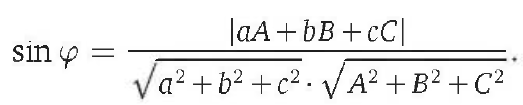 sin φ = |aA + bB + cC| / √(a² + b² + c²) · √(A² + B² + C²).